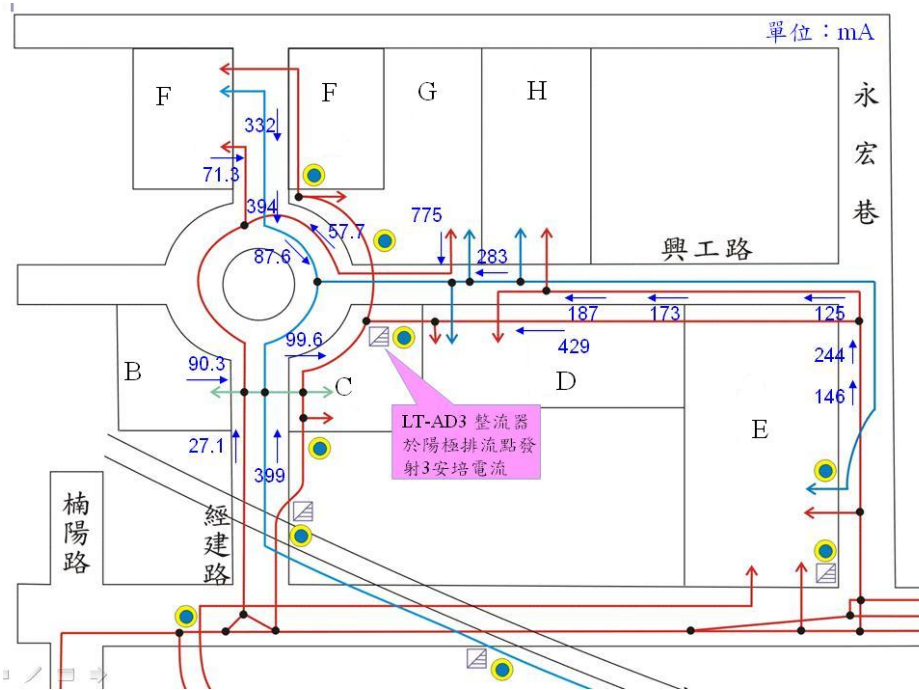 單位：mA
F
F
G
H
永宏巷
332
71.3
394
57.7
775
87.6
283
興工路
187
173
125
99.6
429
244
B
90.3
C
D
146
LT-AD3 整流器
於陽極排流點發
射3安培電流
E
27.1
399
楠陽路
經建路